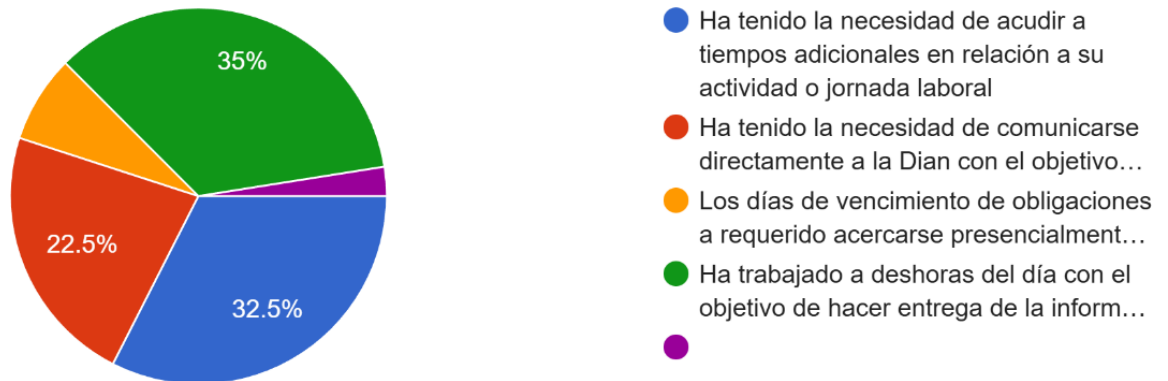 35%
22.5%
32.5%
Ha tenido la necesidad de acudir a
tiempos adicionales en relación a su
actividad o jornada laboral
Ha tenido la necesidad de comunicarse
directamente a la Dian con el objetivo…
Los días de vencimiento de obligaciones
a requerido acercarse presencialment…
Ha trabajado a deshoras del día con el
objetivo de hacer entrega de la inform…